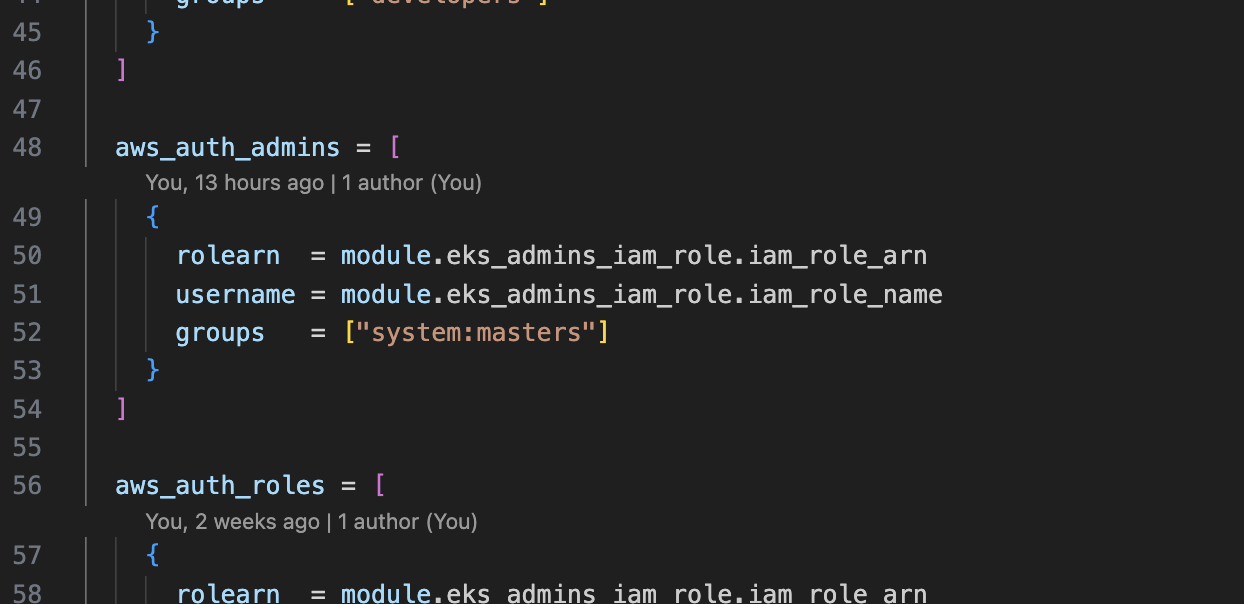 44 groups = ["developers"]
45 }
46 ]
47
48 aws_auth_admins = [
You, 13 hours ago | 1 author (You)
49 {
50 rolearn = module.eks_admins_iam_role.iam_role_arn
51 username = module.eks_admins_iam_role.iam_role_name
52 groups = ["system:masters"]
53 }
54 ]
55
56 aws_auth_roles = [
You, 2 weeks ago | 1 author (You)
57 {
58 rolearn = module.eks_admins_iam_role.iam_role_arn